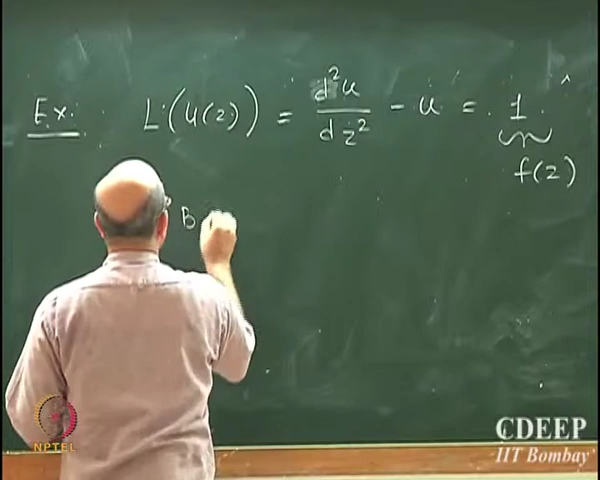 Ex. L(u(z)) = d²u/dz² - u = 1
f(z)
B
NPTEL
CDEEP
IIT Bombay